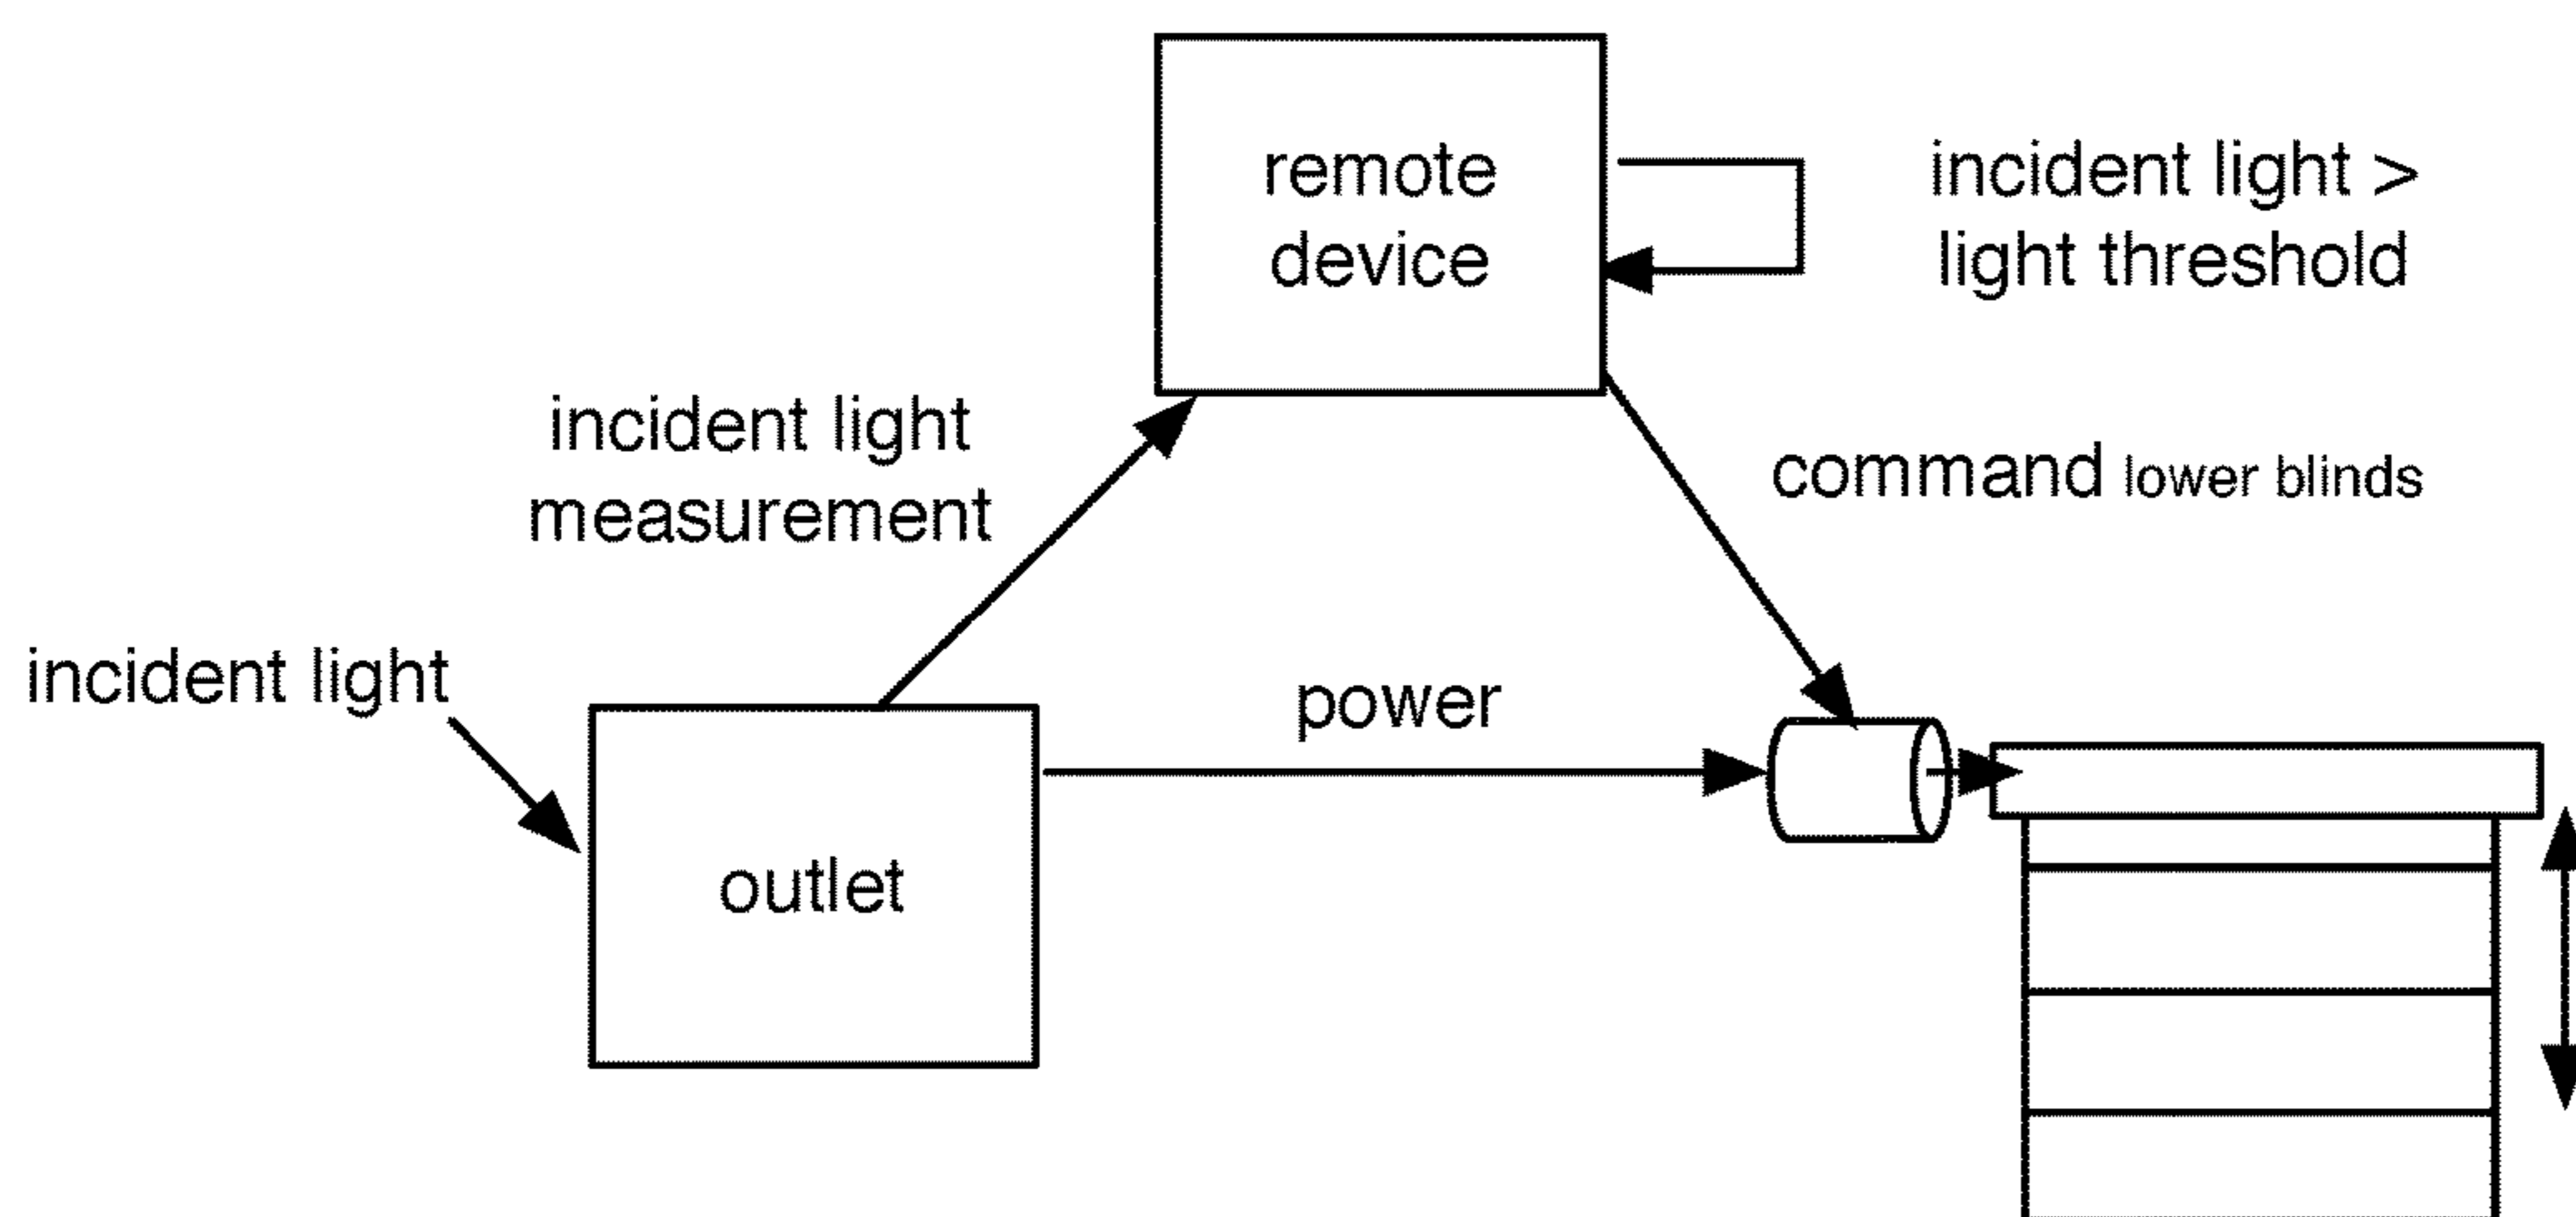 remote
device
incident light >
light threshold
incident light
measurement
command lower blinds
incident light
power
outlet